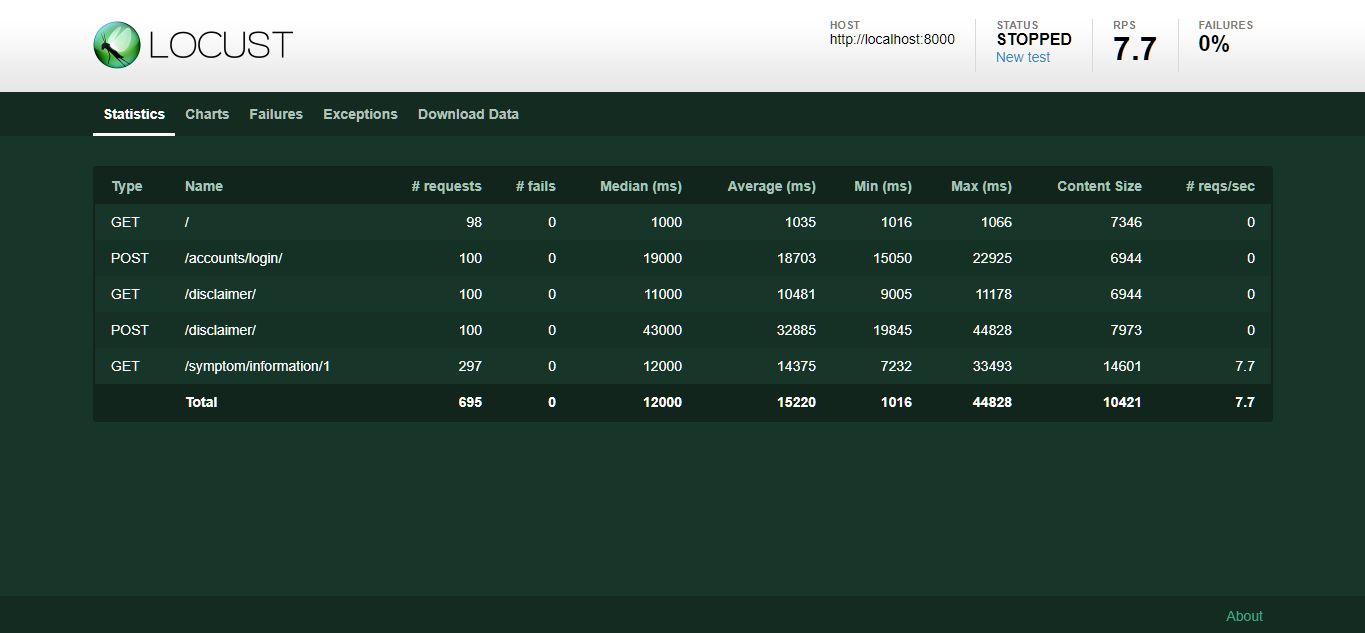 LOCUST
HOST
http://localhost:8000
STATUS
STOPPED
New test
RPS
7.7
FAILURES
0%
Statistics Charts Failures Exceptions Download Data
Type Name # requests # fails Median (ms) Average (ms) Min (ms) Max (ms) Content Size # reqs/sec
GET / 98 0 1000 1035 1016 1066 7346 0
POST /accounts/login/ 100 0 19000 18703 15050 22925 6944 0
GET /disclaimer/ 100 0 11000 10481 9005 11178 6944 0
POST /disclaimer/ 100 0 43000 32885 19845 44828 7973 0
GET /symptom/information/1 297 0 12000 14375 7232 33493 14601 7.7
Total 695 0 12000 15220 1016 44828 10421 7.7
About